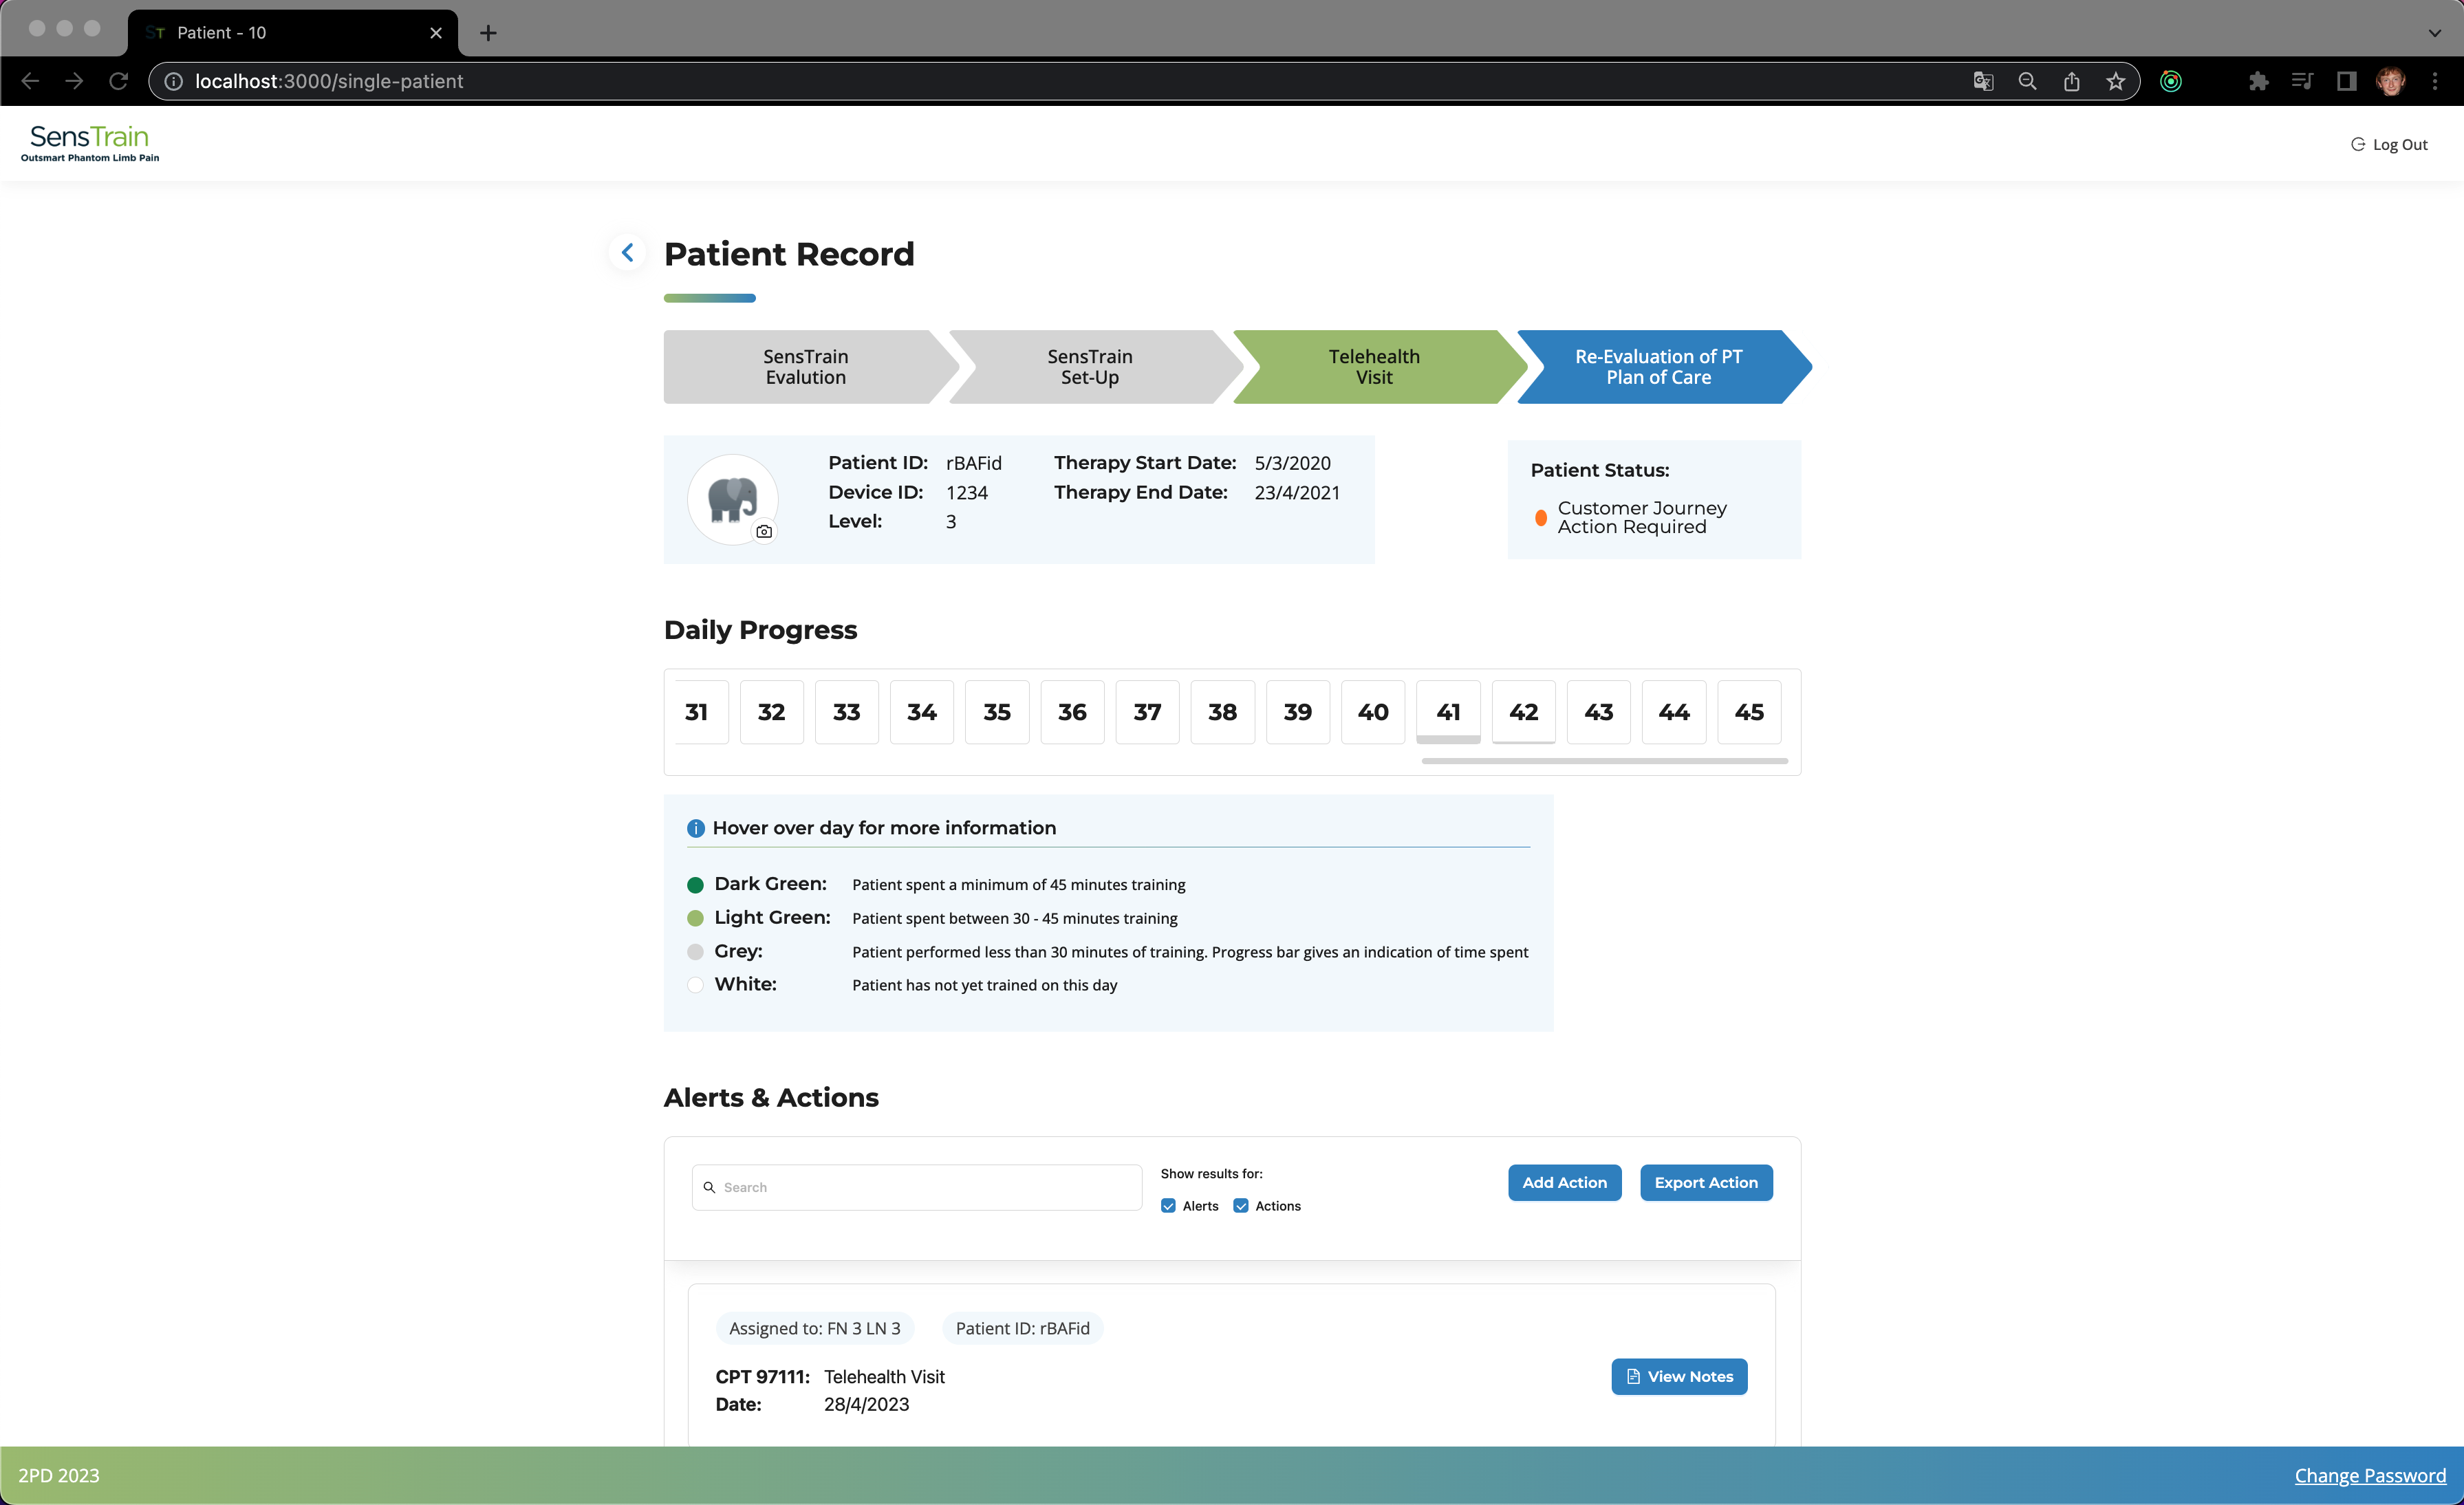 ST Patient - 10
localhost:3000/single-patient
SensTrain
Outsmart Phantom Limb Pain
Log Out
Patient Record
SensTrain
Evalution
SensTrain
Set-Up
Telehealth
Visit
Re-Evaluation of PT
Plan of Care
Patient ID: rBAFid
Device ID: 1234
Level: 3
Therapy Start Date: 5/3/2020
Therapy End Date: 23/4/2021
Patient Status:
Customer Journey
Action Required
Daily Progress
31 32 33 34 35 36 37 38 39 40 41 42 43 44 45
Hover over day for more information
Dark Green: Patient spent a minimum of 45 minutes training
Light Green: Patient spent between 30 - 45 minutes training
Grey: Patient performed less than 30 minutes of training. Progress bar gives an indication of time spent
White: Patient has not yet trained on this day
Alerts & Actions
Search
Show results for:
Alerts Actions
Add Action
Export Action
Assigned to: FN 3 LN 3
Patient ID: rBAFid
CPT 97111: Telehealth Visit
Date: 28/4/2023
View Notes
2PD 2023
Change Password